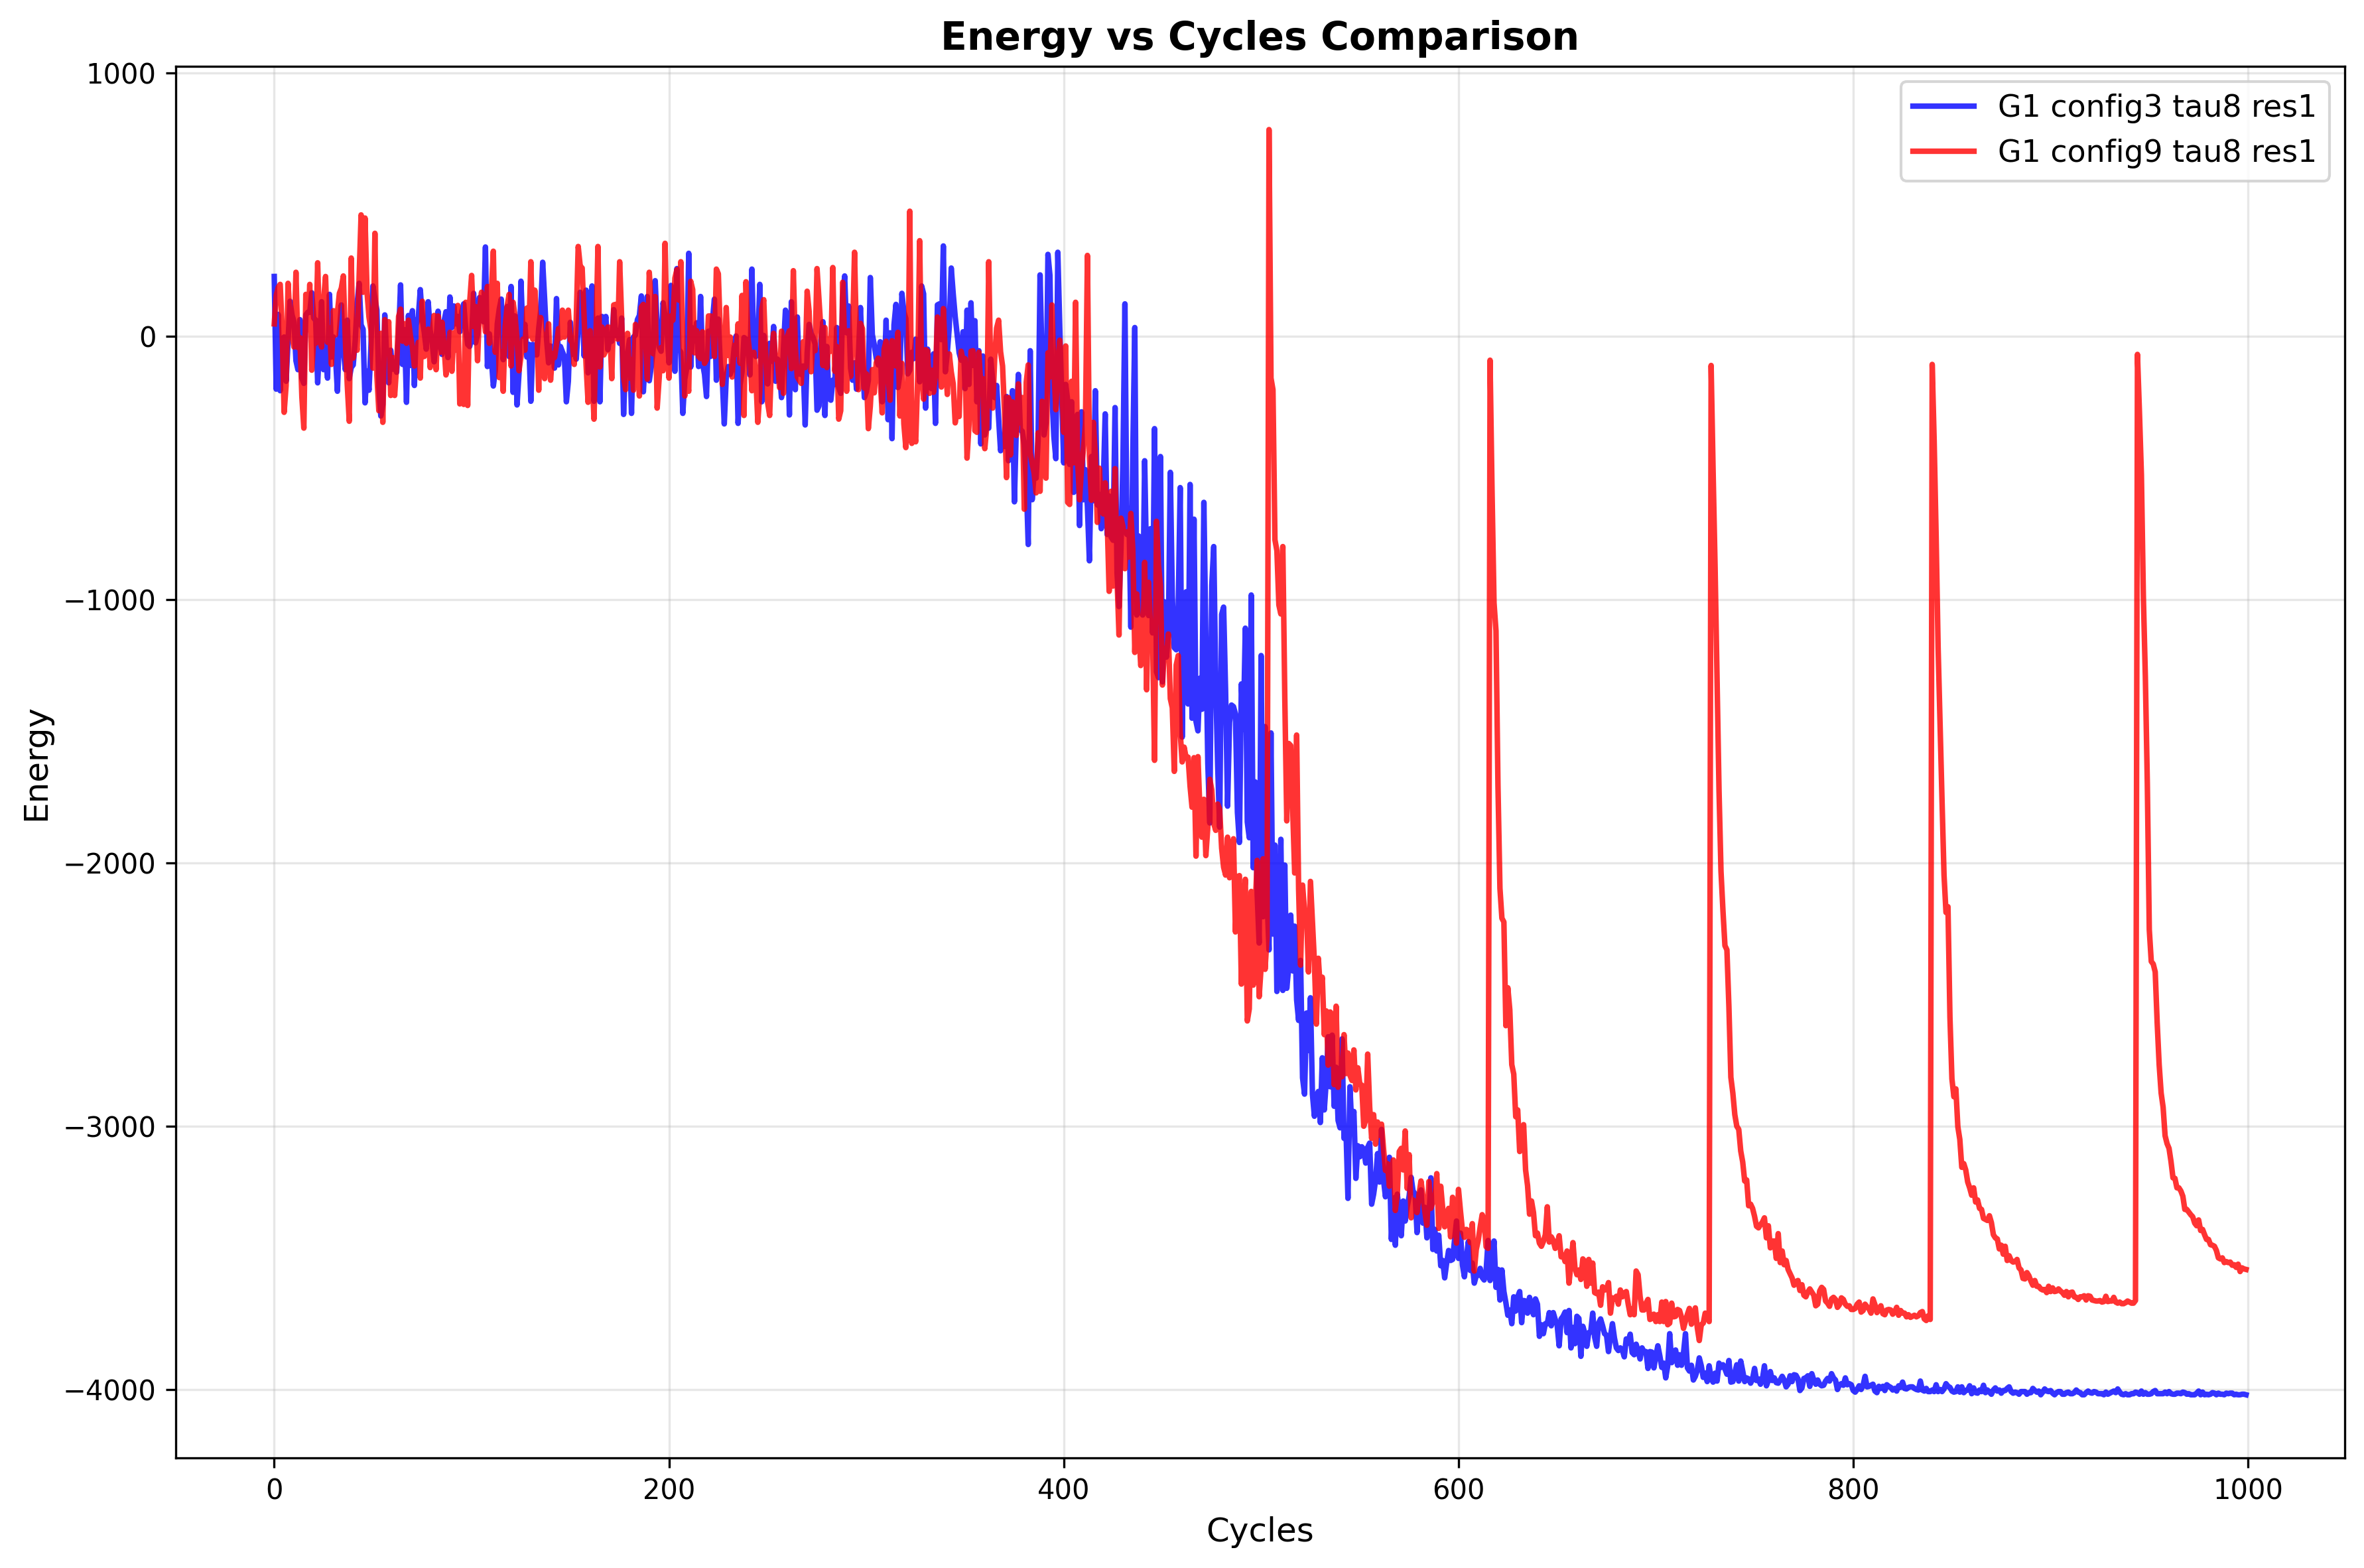 Energy vs Cycles Comparison
G1 config3 tau8 res1
G1 config9 tau8 res1
1000
0
−1000
−2000
−3000
−4000
Energy
0 200 400 600 800 1000
Cycles